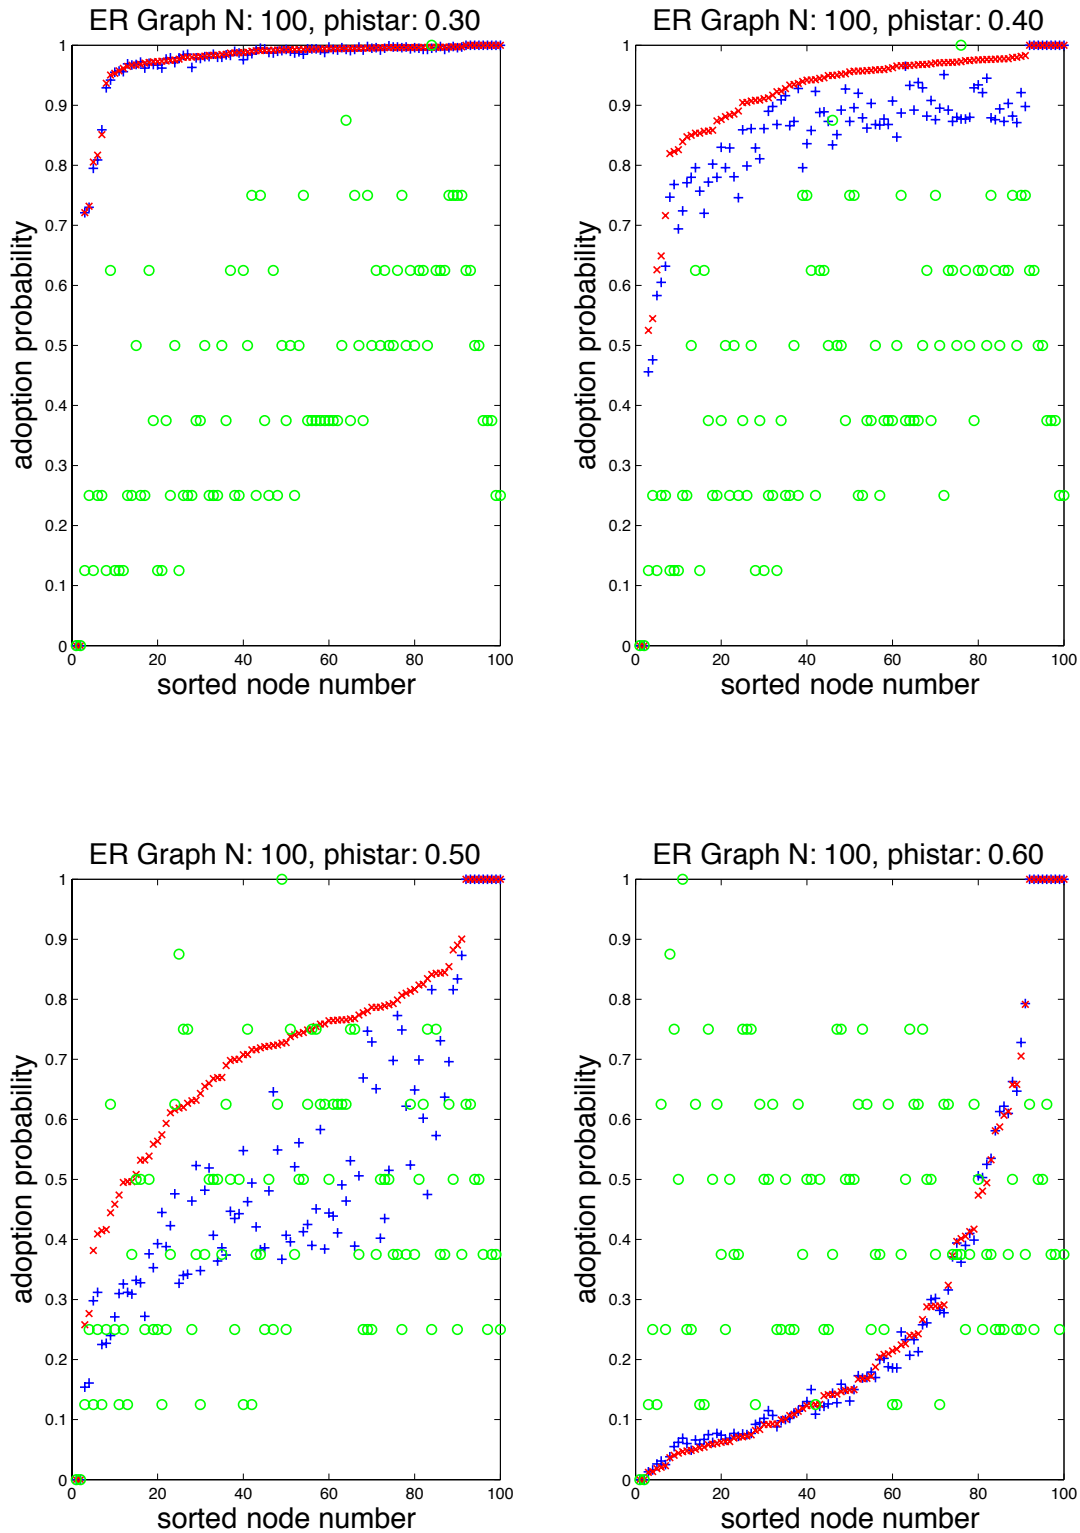 ER Graph N: 100, phistar: 0.30
1
0.9
0.8
0.7
0.6
0.5
0.4
0.3
0.2
0.1
0
adoption probability
0 20 40 60 80 100
sorted node number
ER Graph N: 100, phistar: 0.40
1
0.9
0.8
0.7
0.6
0.5
0.4
0.3
0.2
0.1
0
adoption probability
0 20 40 60 80 100
sorted node number
ER Graph N: 100, phistar: 0.50
1
0.9
0.8
0.7
0.6
0.5
0.4
0.3
0.2
0.1
0
adoption probability
0 20 40 60 80 100
sorted node number
ER Graph N: 100, phistar: 0.60
1
0.9
0.8
0.7
0.6
0.5
0.4
0.3
0.2
0.1
0
adoption probability
0 20 40 60 80 100
sorted node number